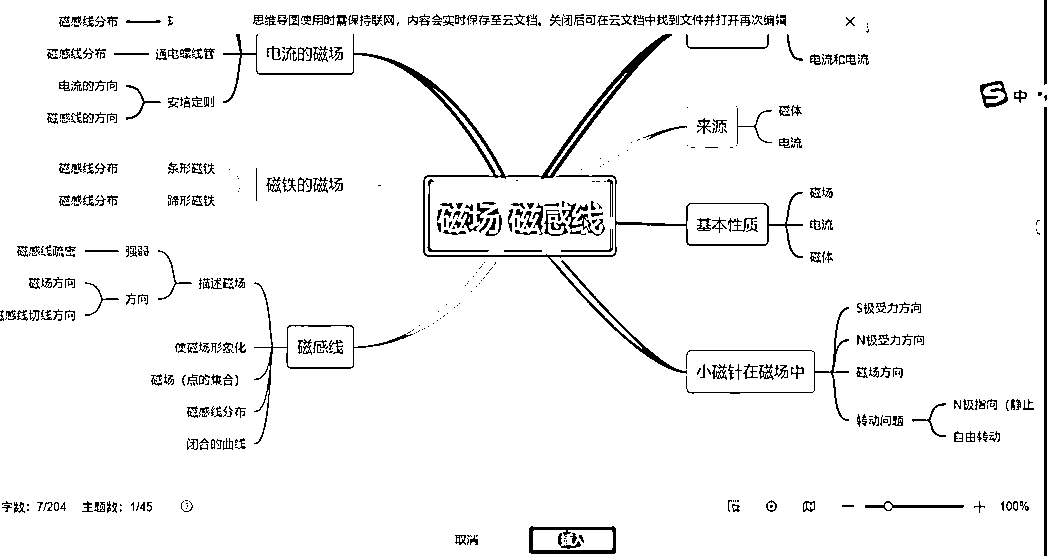 思维导图使用时需保持联网，内容会实时保存至云文档。关闭后可在云文档中找到文件并打开再次编辑
磁感线分布
磁感线分布
通电螺线管
电流的磁场
电流的方向
安培定则
磁感线的方向
磁感线分布
条形磁铁
磁铁的磁场
磁感线分布
蹄形磁铁
磁感线疏密
强弱
描述磁场
磁场方向
方向
感线切线方向
磁感线
使磁场形象化
磁场（点的集合）
磁感线分布
闭合的曲线
磁场 磁感线
电流和电流
来源
磁体
电流
基本性质
磁场
电流
磁体
小磁针在磁场中
S极受力方向
N极受力方向
磁场方向
转动问题
N极指向（静止
自由转动
S 中
字数：7/204 主题数：1/45
100%
取消
插入